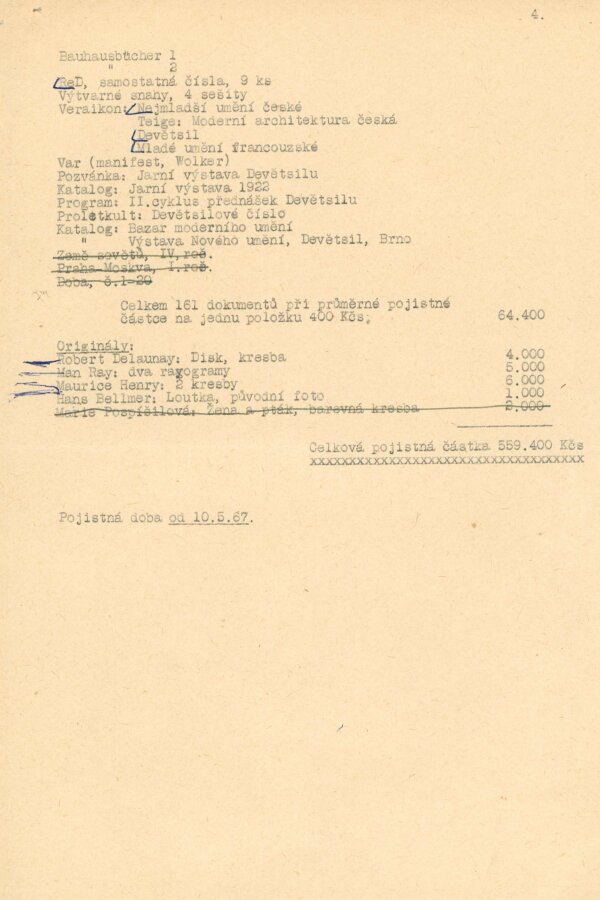 4.
Bauhausbücher 1
" 2
ReD, samostatná čísla, 9 ks
Výtvarné snahy, 4 sešity
Veraikon: Nejmladší umění české
Teige: Moderní architektura česká
Devětsil
Mladé umění francouzské
Var (manifest, Wolker)
Pozvánka: Jarní výstava Devětsilu
Katalog: Jarní výstava 1922
Program: II.cyklus přednášek Devětsilu
Proletkult: Devětsilové číslo
Katalog: Bazar moderního umění
" Výstava Nového umění, Devětsil, Brno
Země sovětů, IV.roč.
Praha-Moskva, I.roč.
Doba, č.1-20
Celkem 161 dokumentů při průměrné pojistné
částce na jednu položku 400 Kčs, 64.400
Originály:
Robert Delaunay: Disk, kresba 4.000
Man Ray: dva rayogramy 5.000
Maurice Henry: 2 kresby 6.000
Hans Bellmer: Loutka, původní foto 1.000
Marie Pospíšilová: Žena a pták, barevná kresba 2.000
Celková pojistná částka 559.400 Kčs
xxxxxxxxxxxxxxxxxxxxxxxxxxxxxxxxxxx
Pojistná doba od 10.5.67.